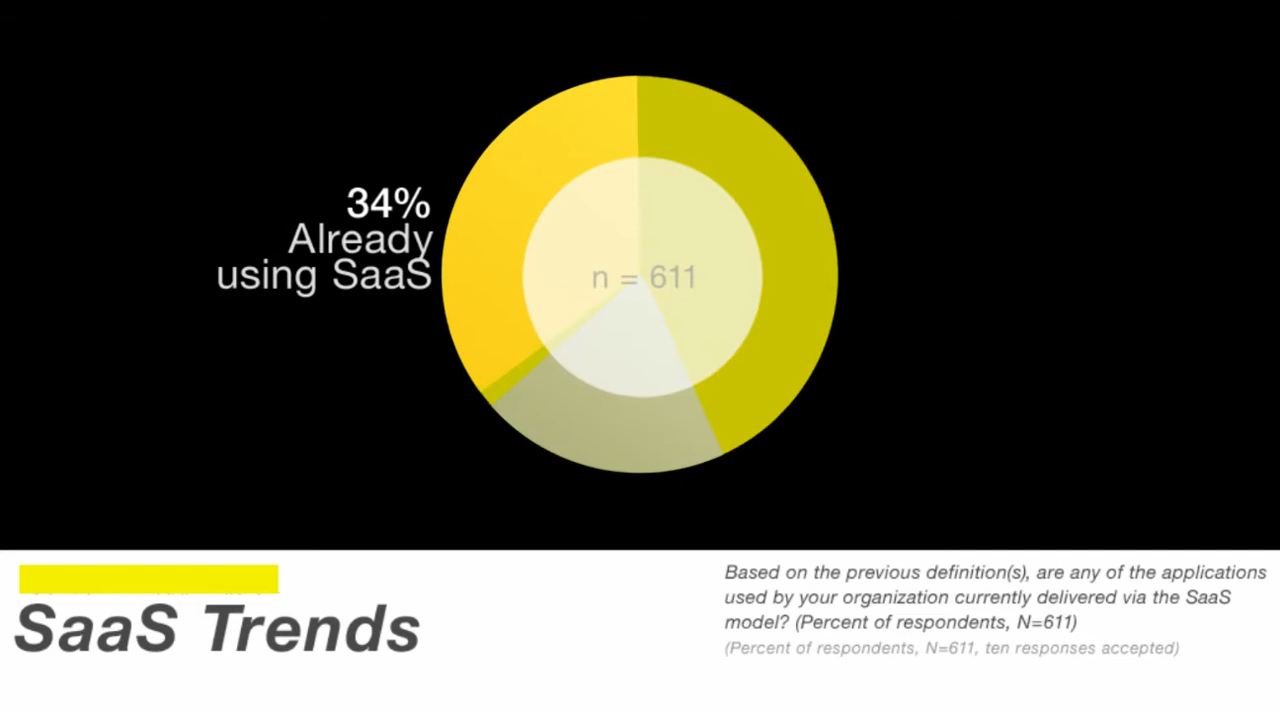 34%
Already
using SaaS
n = 611
SaaS Trends
Based on the previous definition(s), are any of the applications
used by your organization currently delivered via the SaaS
model? (Percent of respondents, N=611)
(Percent of respondents, N=611, ten responses accepted)